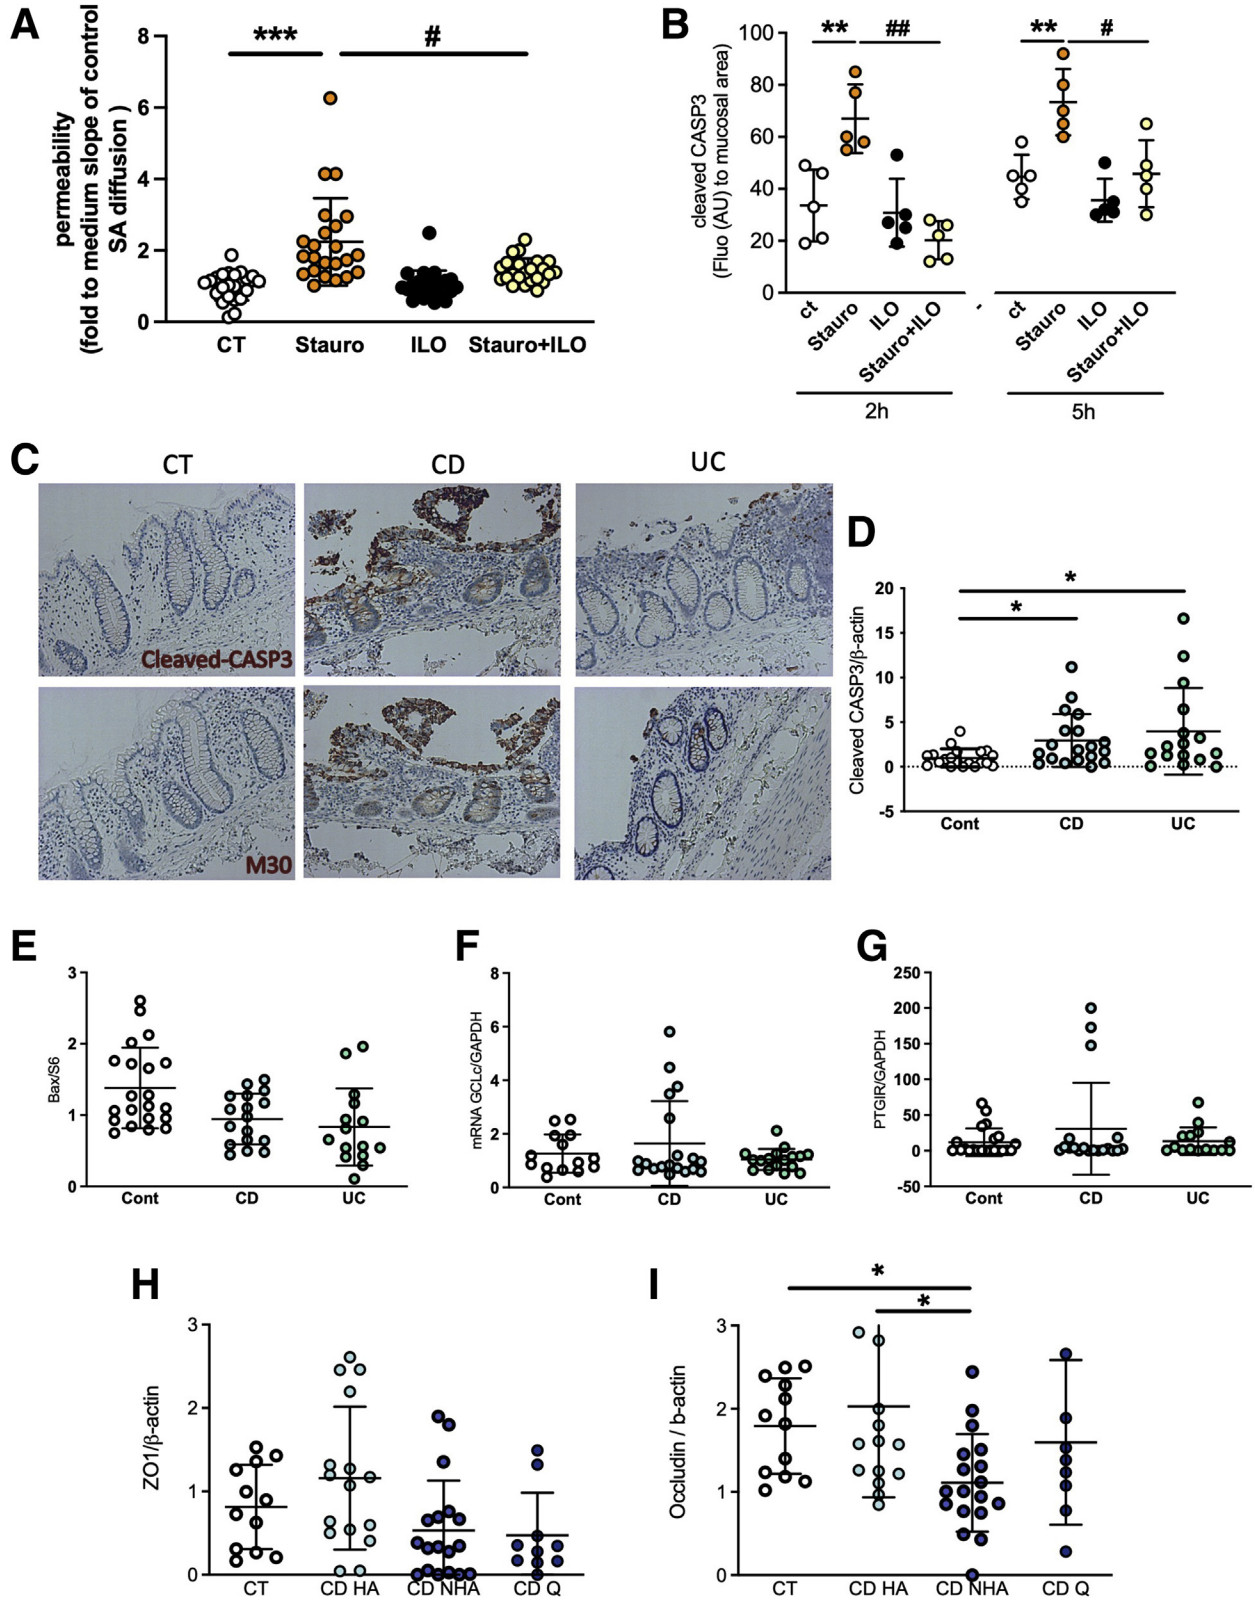 A
permeability
(fold to medium slope of control
SA diffusion )
8
6
4
2
0
***
#
CT Stauro ILO Stauro+ILO
B
cleaved CASP3
(Fluo (AU) to mucosal area)
100
80
60
40
20
0
** ## ** #
ct Stauro ILO Stauro+ILO - ct Stauro ILO Stauro+ILO
2h 5h
C
CT CD UC
Cleaved-CASP3
M30
D
Cleaved CASP3/β-actin
20
15
10
5
0
-5
*
*
Cont CD UC
E
Bax/S6
3
2
1
0
Cont CD UC
F
mRNA GCLc/GAPDH
8
6
4
2
0
Cont CD UC
G
PTGIR/GAPDH
250
200
150
100
50
0
-50
Cont CD UC
H
ZO1/β-actin
3
2
1
0
CT CD HA CD NHA CD Q
I
Occludin / b-actin
3
2
1
0
*
*
CT CD HA CD NHA CD Q